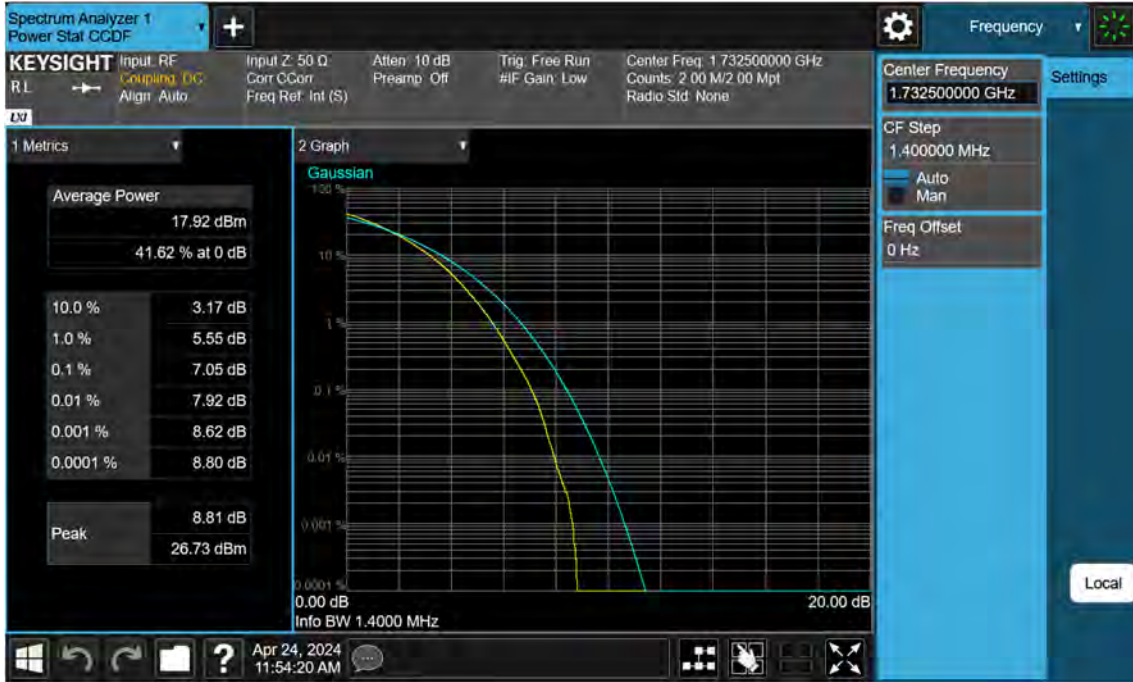 Spectrum Analyzer 1
Power Stat CCDF
Frequency
KEYSIGHT
RL
LXI
Input: RF
Coupling: DC
Align: Auto
Input Z: 50 Ω
Corr CCorr
Freq Ref: Int (S)
Atten: 10 dB
Preamp: Off
Trig: Free Run
#IF Gain: Low
Center Freq: 1.732500000 GHz
Counts: 2.00 M/2.00 Mpt
Radio Std: None
Center Frequency
1.732500000 GHz
Settings
CF Step
1.400000 MHz
Auto
Man
Freq Offset
0 Hz
Local
1 Metrics
Average Power
17.92 dBm
41.62 % at 0 dB
10.0 % 3.17 dB
1.0 % 5.55 dB
0.1 % 7.05 dB
0.01 % 7.92 dB
0.001 % 8.62 dB
0.0001 % 8.80 dB
Peak
8.81 dB
26.73 dBm
2 Graph
Gaussian
100 %
10 %
1 %
0.1 %
0.01 %
0.001 %
0.0001 %
0.00 dB 20.00 dB
Info BW 1.4000 MHz
?
Apr 24, 2024
11:54:20 AM